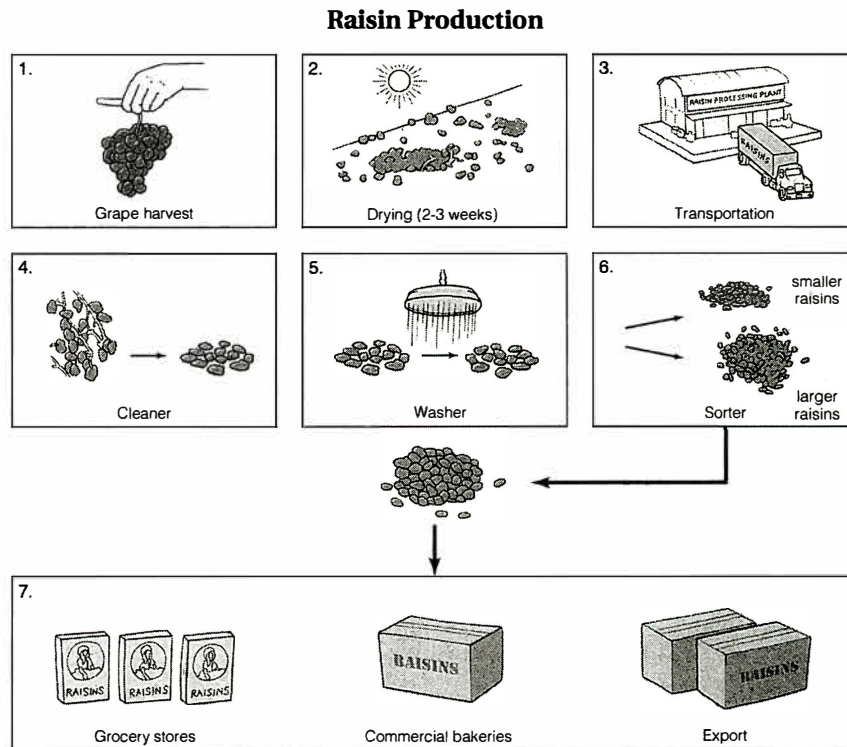 Raisin Production
1.
Grape harvest
2.
Drying (2-3 weeks)
3.
RAISIN PROCESSING PLANT
RAISINS
Transportation
4.
Cleaner
5.
Washer
6.
smaller
raisins
larger
raisins
Sorter
7.
RAISINS
RAISINS
RAISINS
Grocery stores
RAISINS
Commercial bakeries
RAISINS
Export